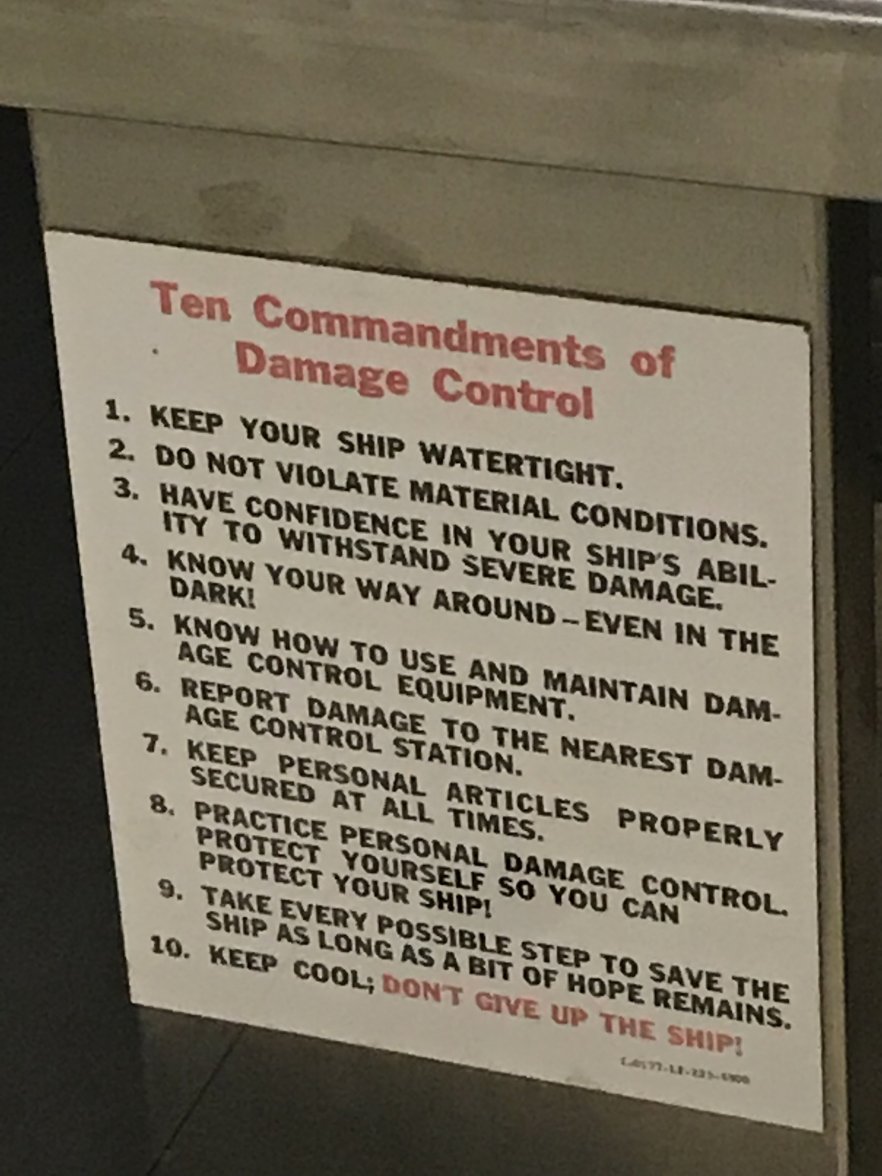 Ten Commandments of
Damage Control
1. KEEP YOUR SHIP WATERTIGHT.
2. DO NOT VIOLATE MATERIAL CONDITIONS.
3. HAVE CONFIDENCE IN YOUR SHIP'S ABIL-
ITY TO WITHSTAND SEVERE DAMAGE.
4. KNOW YOUR WAY AROUND – EVEN IN THE
DARK!
5. KNOW HOW TO USE AND MAINTAIN DAM-
AGE CONTROL EQUIPMENT.
6. REPORT DAMAGE TO THE NEAREST DAM-
AGE CONTROL STATION.
7. KEEP PERSONAL ARTICLES PROPERLY
SECURED AT ALL TIMES.
8. PRACTICE PERSONAL DAMAGE CONTROL.
PROTECT YOURSELF SO YOU CAN
PROTECT YOUR SHIP!
9. TAKE EVERY POSSIBLE STEP TO SAVE THE
SHIP AS LONG AS A BIT OF HOPE REMAINS.
10. KEEP COOL; DON'T GIVE UP THE SHIP!